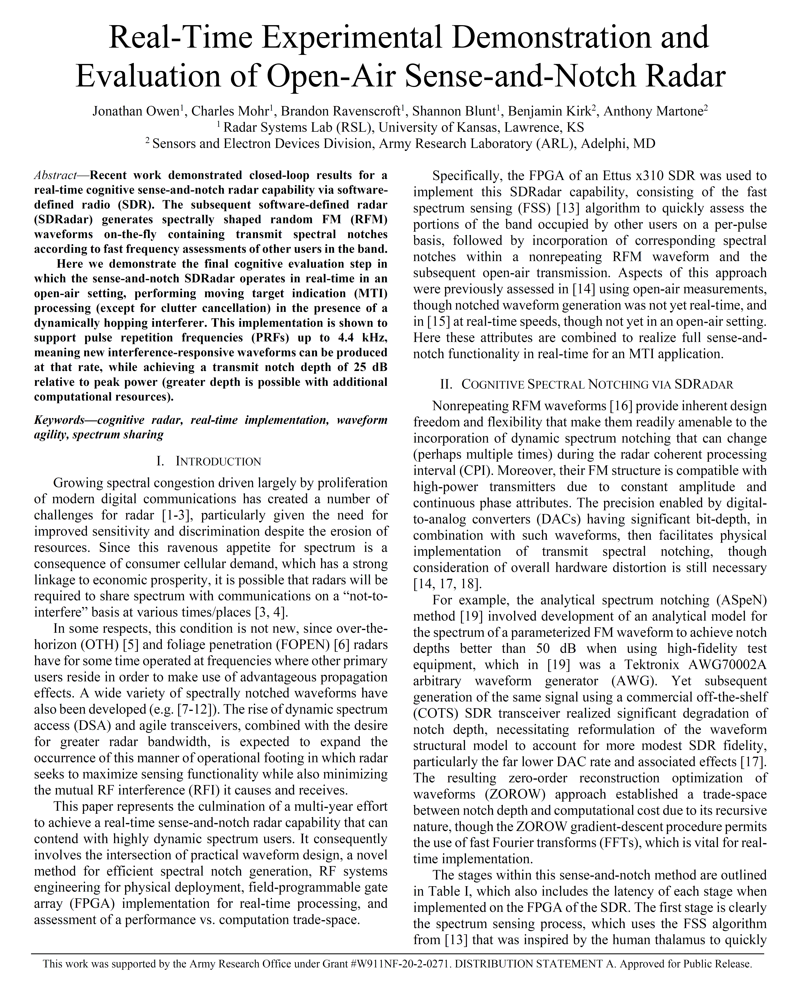 Real-Time Experimental Demonstration and
Evaluation of Open-Air Sense-and-Notch Radar
Jonathan Owen¹, Charles Mohr¹, Brandon Ravenscroft¹, Shannon Blunt¹, Benjamin Kirk², Anthony Martone²
¹ Radar Systems Lab (RSL), University of Kansas, Lawrence, KS
² Sensors and Electron Devices Division, Army Research Laboratory (ARL), Adelphi, MD
Abstract—Recent work demonstrated closed-loop results for a
real-time cognitive sense-and-notch radar capability via software-
defined radio (SDR). The subsequent software-defined radar
(SDRadar) generates spectrally shaped random FM (RFM)
waveforms on-the-fly containing transmit spectral notches
according to fast frequency assessments of other users in the band.
Here we demonstrate the final cognitive evaluation step in
which the sense-and-notch SDRadar operates in real-time in an
open-air setting, performing moving target indication (MTI)
processing (except for clutter cancellation) in the presence of a
dynamically hopping interferer. This implementation is shown to
support pulse repetition frequencies (PRFs) up to 4.4 kHz,
meaning new interference-responsive waveforms can be produced
at that rate, while achieving a transmit notch depth of 25 dB
relative to peak power (greater depth is possible with additional
computational resources).
Keywords—cognitive radar, real-time implementation, waveform
agility, spectrum sharing
I. INTRODUCTION
Growing spectral congestion driven largely by proliferation
of modern digital communications has created a number of
challenges for radar [1-3], particularly given the need for
improved sensitivity and discrimination despite the erosion of
resources. Since this ravenous appetite for spectrum is a
consequence of consumer cellular demand, which has a strong
linkage to economic prosperity, it is possible that radars will be
required to share spectrum with communications on a “not-to-
interfere” basis at various times/places [3, 4].
In some respects, this condition is not new, since over-the-
horizon (OTH) [5] and foliage penetration (FOPEN) [6] radars
have for some time operated at frequencies where other primary
users reside in order to make use of advantageous propagation
effects. A wide variety of spectrally notched waveforms have
also been developed (e.g. [7-12]). The rise of dynamic spectrum
access (DSA) and agile transceivers, combined with the desire
for greater radar bandwidth, is expected to expand the
occurrence of this manner of operational footing in which radar
seeks to maximize sensing functionality while also minimizing
the mutual RF interference (RFI) it causes and receives.
This paper represents the culmination of a multi-year effort
to achieve a real-time sense-and-notch radar capability that can
contend with highly dynamic spectrum users. It consequently
involves the intersection of practical waveform design, a novel
method for efficient spectral notch generation, RF systems
engineering for physical deployment, field-programmable gate
array (FPGA) implementation for real-time processing, and
assessment of a performance vs. computation trade-space.
Specifically, the FPGA of an Ettus x310 SDR was used to
implement this SDRadar capability, consisting of the fast
spectrum sensing (FSS) [13] algorithm to quickly assess the
portions of the band occupied by other users on a per-pulse
basis, followed by incorporation of corresponding spectral
notches within a nonrepeating RFM waveform and the
subsequent open-air transmission. Aspects of this approach
were previously assessed in [14] using open-air measurements,
though notched waveform generation was not yet real-time, and
in [15] at real-time speeds, though not yet in an open-air setting.
Here these attributes are combined to realize full sense-and-
notch functionality in real-time for an MTI application.
II. COGNITIVE SPECTRAL NOTCHING VIA SDRADAR
Nonrepeating RFM waveforms [16] provide inherent design
freedom and flexibility that make them readily amenable to the
incorporation of dynamic spectrum notching that can change
(perhaps multiple times) during the radar coherent processing
interval (CPI). Moreover, their FM structure is compatible with
high-power transmitters due to constant amplitude and
continuous phase attributes. The precision enabled by digital-
to-analog converters (DACs) having significant bit-depth, in
combination with such waveforms, then facilitates physical
implementation of transmit spectral notching, though
consideration of overall hardware distortion is still necessary
[14, 17, 18].
For example, the analytical spectrum notching (ASpeN)
method [19] involved development of an analytical model for
the spectrum of a parameterized FM waveform to achieve notch
depths better than 50 dB when using high-fidelity test
equipment, which in [19] was a Tektronix AWG70002A
arbitrary waveform generator (AWG). Yet subsequent
generation of the same signal using a commercial off-the-shelf
(COTS) SDR transceiver realized significant degradation of
notch depth, necessitating reformulation of the waveform
structural model to account for more modest SDR fidelity,
particularly the far lower DAC rate and associated effects [17].
The resulting zero-order reconstruction optimization of
waveforms (ZOROW) approach established a trade-space
between notch depth and computational cost due to its recursive
nature, though the ZOROW gradient-descent procedure permits
the use of fast Fourier transforms (FFTs), which is vital for real-
time implementation.
The stages within this sense-and-notch method are outlined
in Table I, which also includes the latency of each stage when
implemented on the FPGA of the SDR. The first stage is clearly
the spectrum sensing process, which uses the FSS algorithm
from [13] that was inspired by the human thalamus to quickly
This work was supported by the Army Research Office under Grant #W911NF-20-2-0271. DISTRIBUTION STATEMENT A. Approved for Public Release.